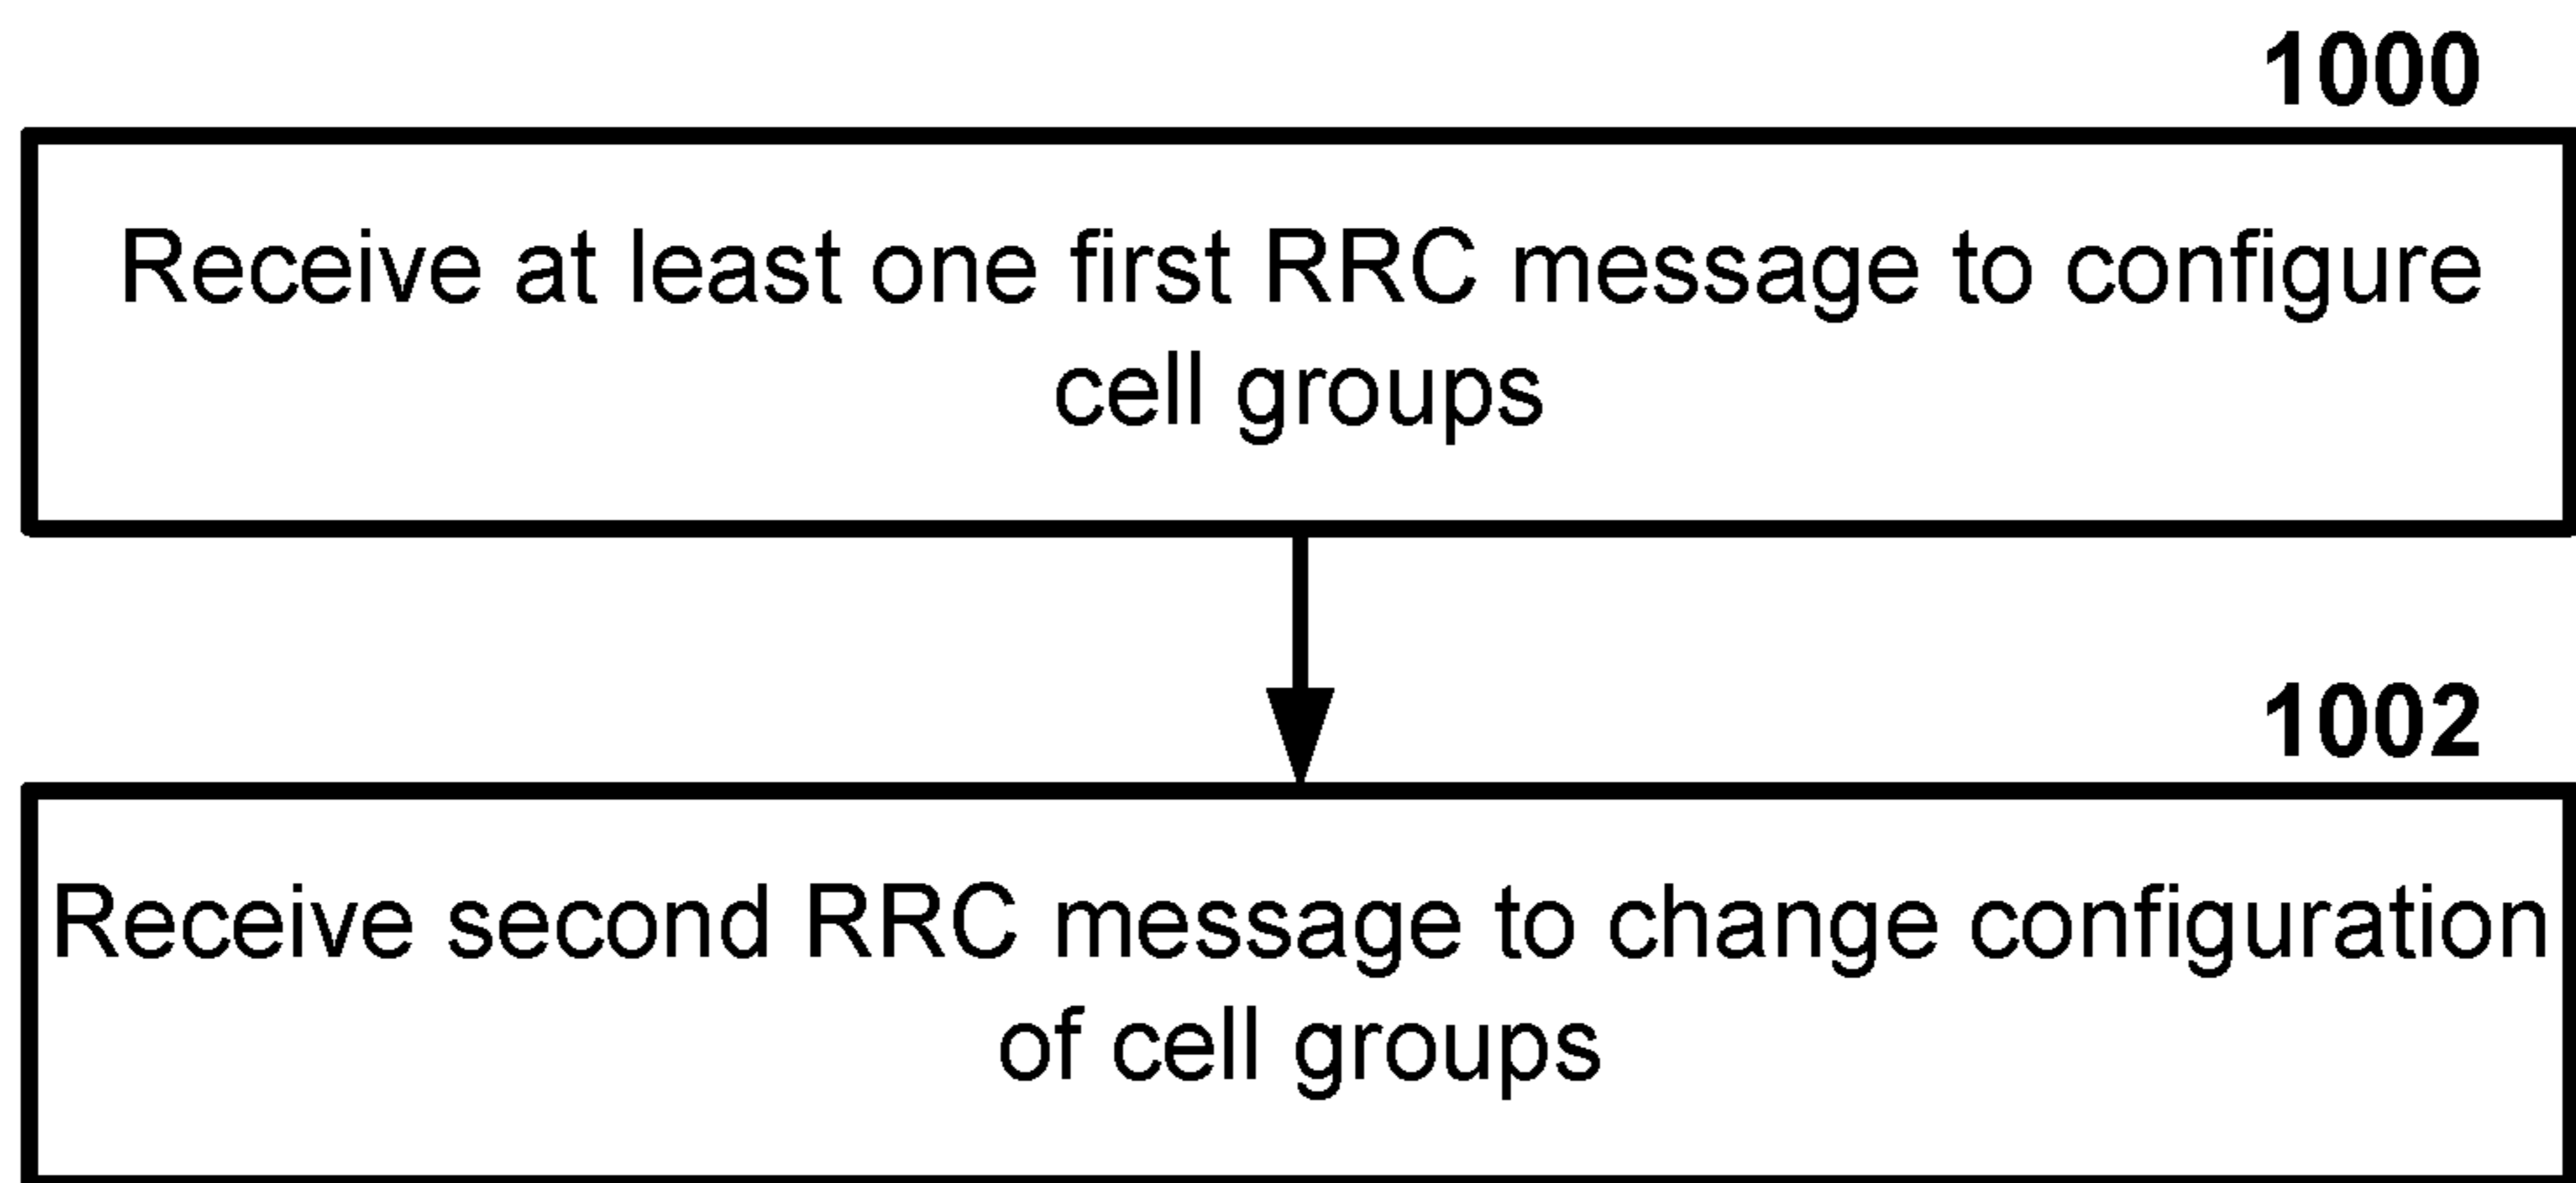 1000
Receive at least one first RRC message to configure
cell groups
1002
Receive second RRC message to change configuration
of cell groups